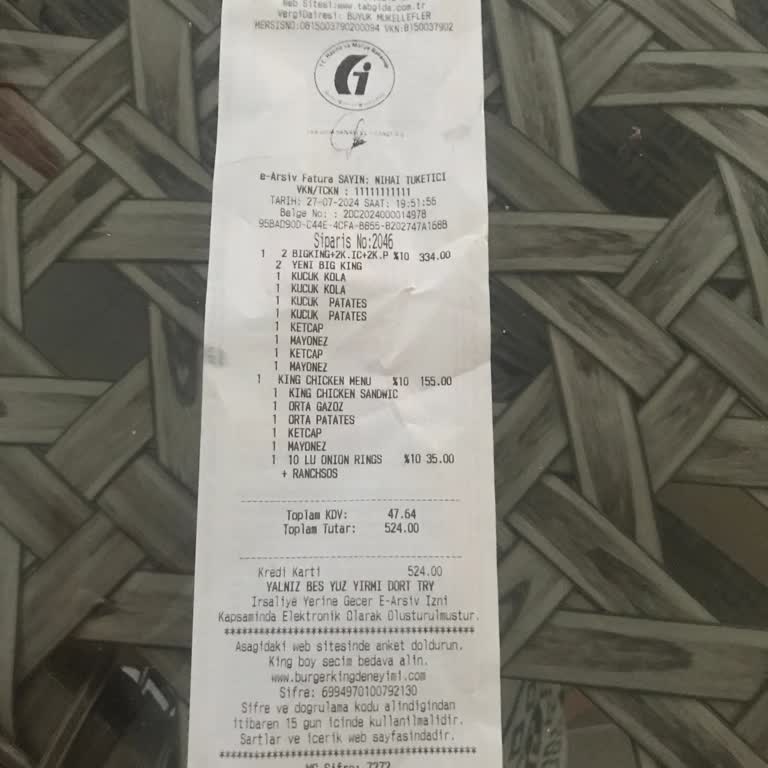 Web Sitesi:www.tabgida.com.tr
VergiDairesi: BUYUK MUKELLEFLER
MERSISNO:0815003790200094 VKN:8150037902
e-Arsiv Fatura SAYIN: NIHAI TUKETICI
VKN/TCKN : 11111111111
TARIH: 27-07-2024 SAAT: 19:51:56
Belge No: : 2DC2024000014978
Siparis No:2046
1 2 BIGKING+2K.IC+2K.P %10 334.00
2 YENI BIG KING
1 KUCUK KOLA
1 KUCUK KOLA
1 KUCUK PATATES
1 KUCUK PATATES
1 KETCAP
1 MAYONEZ
1 KETCAP
1 MAYONEZ
1 KING CHICKEN MENU %10 155.00
1 KING CHICKEN SANDWIC
1 ORTA GAZOZ
1 ORTA PATATES
1 KETCAP
1 MAYONEZ
1 10 LU ONION RINGS %10 35.00
+ RANCHSOS
Toplam KDV: 47.64
Toplam Tutar: 524.00
Kredi Karti 524.00
YALNIZ BES YUZ YIRMI DORT TRY
Irsaliye Yerine Gecer E-Arsiv Izni
Kapsaminda Elektronik Olarak Olusturulmustur.
****************************************
Asagidaki web sitesinde anket doldurun.
King boy secim bedava alin.
www.burgerkingdeneyimi.com
Sifre: 6994970100792130
Sifre ve dogrulama kodu alindigindan
itibaren 15 gun icinde kullanilmalidir.
Sartlar ve icerik web sayfasindadir.
****************************************